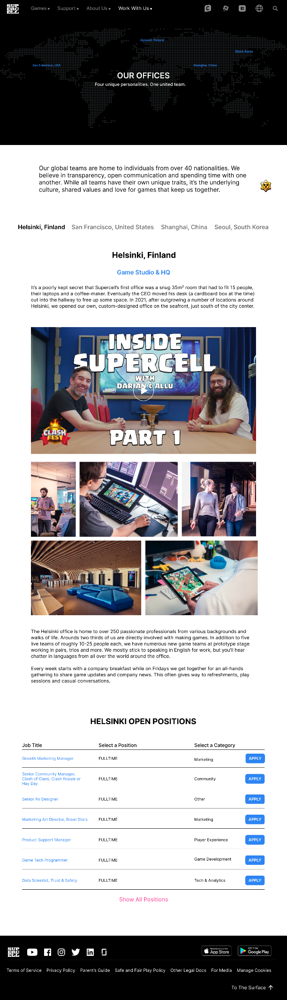 SUP
ERC
ELL
Games ▾ Support ▾ About Us ▾ Work With Us ▾
ID
Helsinki, Finland
Seoul, Korea
San Francisco, USA
Shanghai, China
OUR OFFICES
Four unique personalities. One united team.
Our global teams are home to individuals from over 40 nationalities. We
believe in transparency, open communication and spending time with one
another. While all teams have their own unique traits, it's the underlying
culture, shared values and love for games that keep us together.
Helsinki, Finland San Francisco, United States Shanghai, China Seoul, South Korea
Helsinki, Finland
Game Studio & HQ
It's a poorly kept secret that Supercell's first office was a snug 35m² room that had to fit 15 people,
their laptops and a coffee-maker. Eventually the CEO moved his desk (a cardboard box at the time)
out into the hallway to free up some space. In 2021, after outgrowing a number of locations around
Helsinki, we opened our own, custom-designed office on the seafront, just south of the city center.
INSIDE
SUPERCELL
WITH
DARIAN & ALLU
CLASH
FEST
PART 1
The Helsinki office is home to over 250 passionate professionals from various backgrounds and
walks of life. Arounds two thirds of us are directly involved with making games. In addition to five
live teams of roughly 10-25 people each, we have numerous new game teams at prototype stage
working in pairs, trios and more. We mostly stick to speaking in English for work, but you'll hear
chatter in languages from all over the world around the office.
Every week starts with a company breakfast while on Fridays we get together for an all-hands
gathering to share game updates and company news. This often gives way to refreshments, play
sessions and casual conversations.
HELSINKI OPEN POSITIONS
Job Title Select a Position Select a Category
Growth Marketing Manager FULLTIME Marketing APPLY
Senior Community Manager,
Clash of Clans, Clash Royale or FULLTIME Community APPLY
Hay Day
Senior AV Designer FULLTIME Other APPLY
Marketing Art Director, Brawl Stars FULLTIME Marketing APPLY
Product Support Manager FULLTIME Player Experience APPLY
Game Tech Programmer FULLTIME Game Development APPLY
Data Scientist, Trust & Safety FULLTIME Tech & Analytics APPLY
Show All Positions
SUP
ERC
ELL
Download on the
App Store
GET IT ON
Google Play
Terms of Service Privacy Policy Parent's Guide Safe and Fair Play Policy Other Legal Docs For Media Manage Cookies
To The Surface ↑